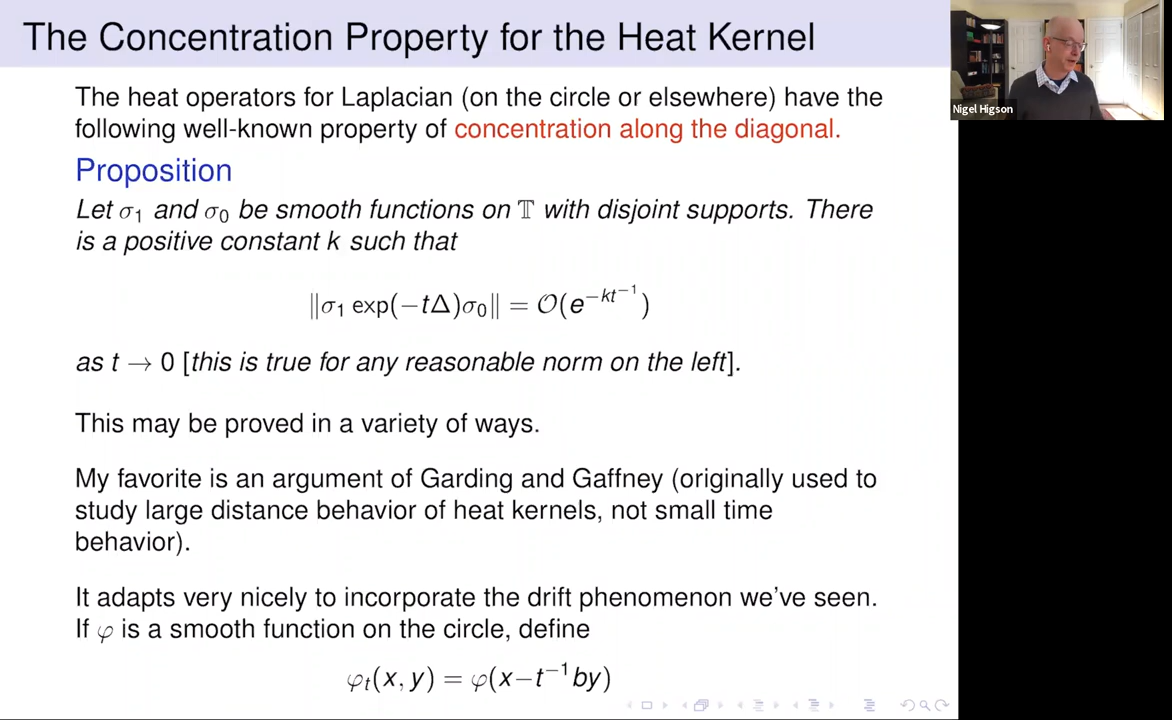 The Concentration Property for the Heat Kernel
Nigel Higson
The heat operators for Laplacian (on the circle or elsewhere) have the
following well-known property of concentration along the diagonal.
Proposition
Let σ₁ and σ₀ be smooth functions on 𝕋 with disjoint supports. There
is a positive constant k such that
‖σ₁ exp(−tΔ)σ₀‖ = 𝒪(e^{−kt^{−1}})
as t → 0 [this is true for any reasonable norm on the left].
This may be proved in a variety of ways.
My favorite is an argument of Garding and Gaffney (originally used to
study large distance behavior of heat kernels, not small time
behavior).
It adapts very nicely to incorporate the drift phenomenon we've seen.
If φ is a smooth function on the circle, define
φₜ(x, y) = φ(x−t⁻¹by)